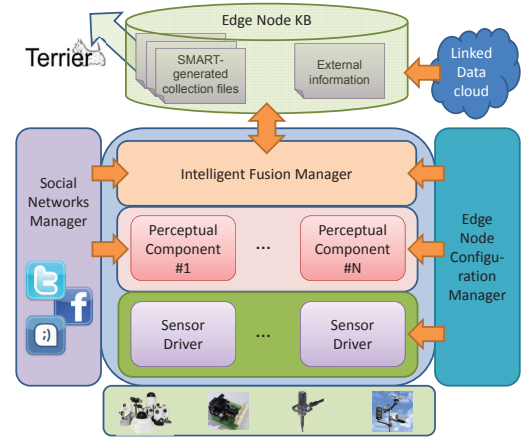 Edge Node KB
Terrier
SMART-
generated
collection files
External
information
Linked
Data
cloud
Social
Networks
Manager
Intelligent Fusion Manager
Perceptual
Component
#1
...
Perceptual
Component
#N
Edge
Node
Configu-
ration
Manager
Sensor
Driver
...
Sensor
Driver